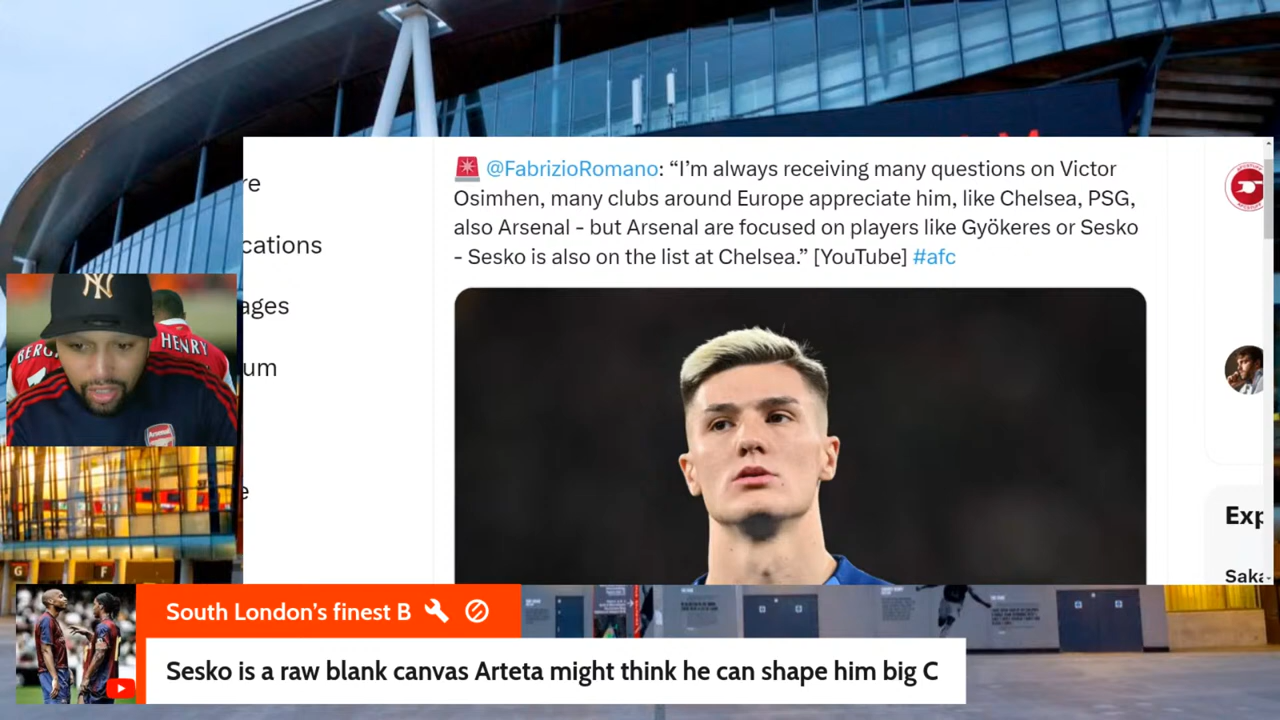 🚨 @FabrizioRomano: “I’m always receiving many questions on Victor
Osimhen, many clubs around Europe appreciate him, like Chelsea, PSG,
also Arsenal - but Arsenal are focused on players like Gyökeres or Sesko
- Sesko is also on the list at Chelsea.” [YouTube] #afc
re
cations
ages
um
e
NY
HENRY
G F
Exp
Saka
South London’s finest B
Sesko is a raw blank canvas Arteta might think he can shape him big C